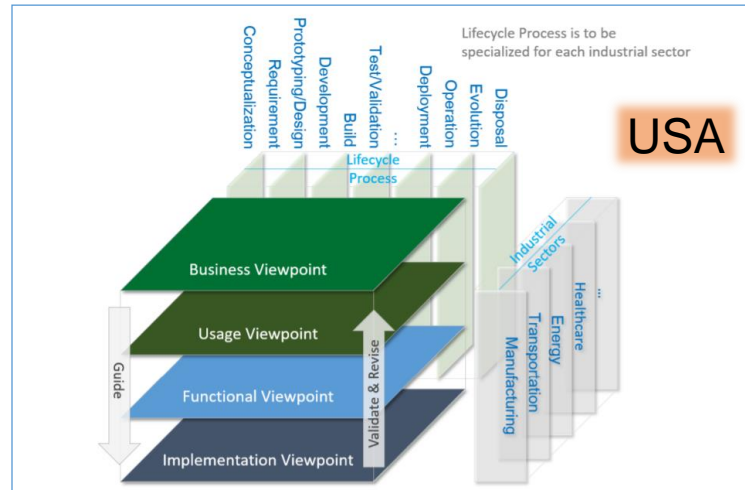 Lifecycle Process is to be
specialized for each industrial sector
Conceptualization
Requirement
Prototyping/Design
Development
Build
Test/Validation
...
Deployment
Operation
Evolution
Disposal
USA
Lifecycle
Process
Industrial
Sectors
Business Viewpoint
Usage Viewpoint
Functional Viewpoint
Implementation Viewpoint
Guide
Validate & Revise
Manufacturing
Transportation
Energy
Healthcare
...